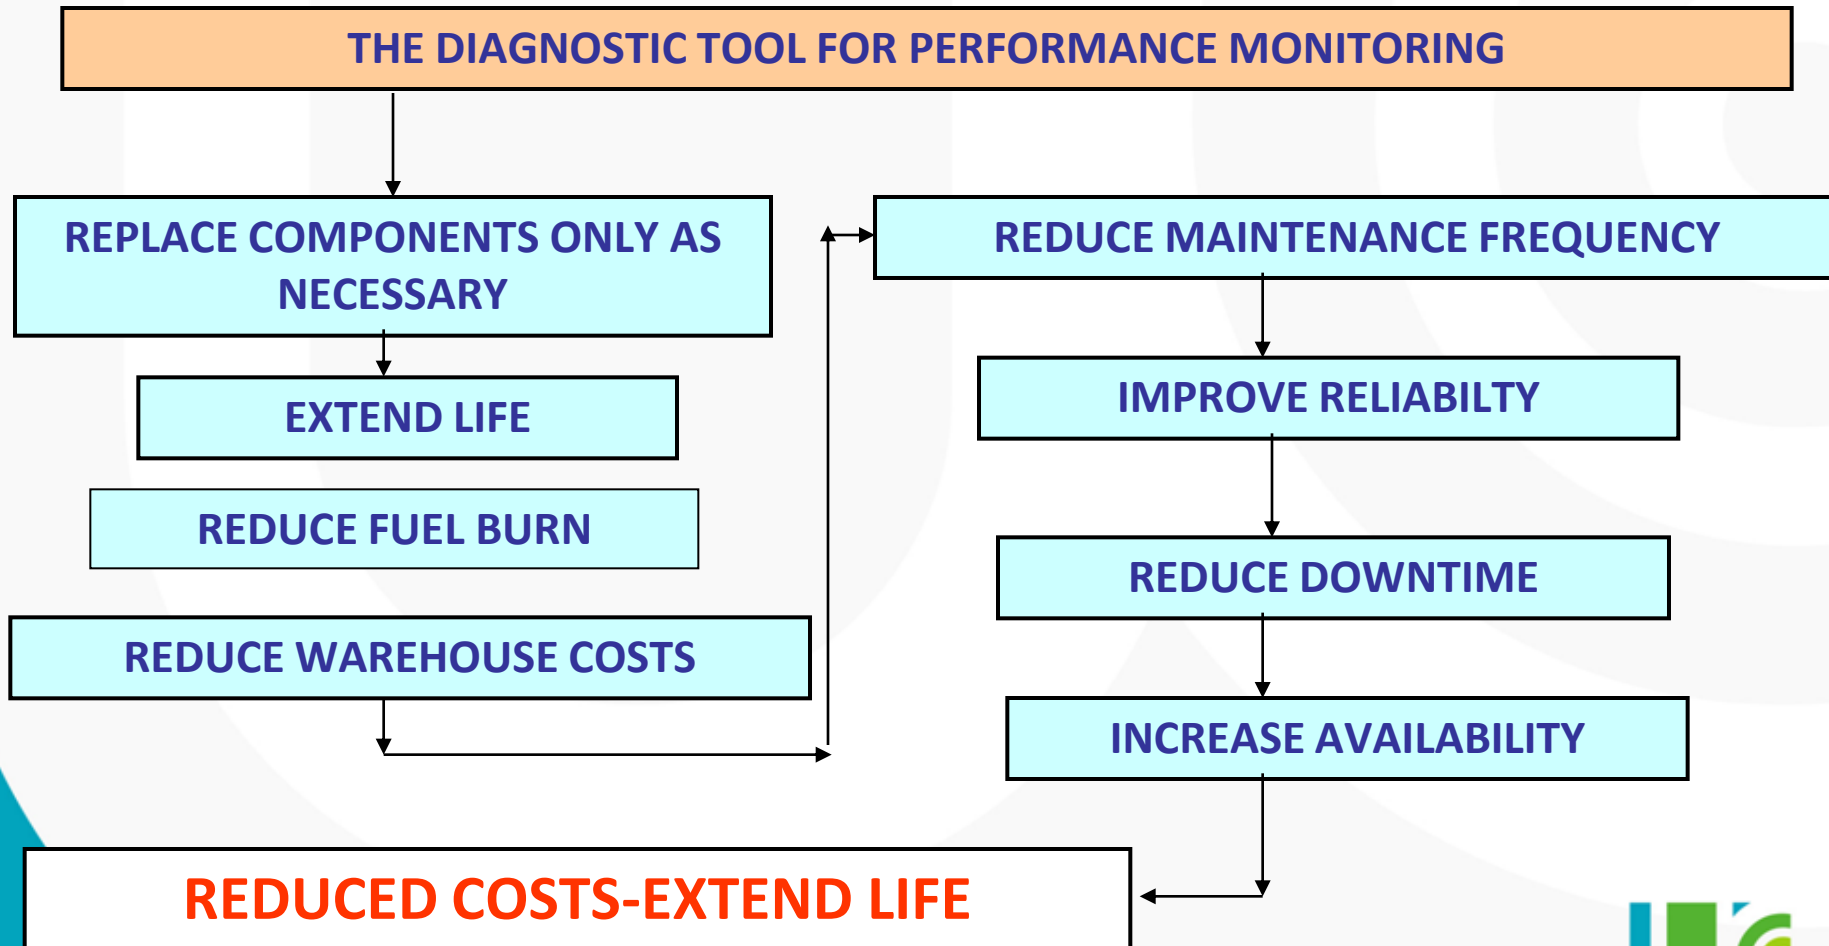 THE DIAGNOSTIC TOOL FOR PERFORMANCE MONITORING
REPLACE COMPONENTS ONLY AS
NECESSARY
EXTEND LIFE
REDUCE FUEL BURN
REDUCE WAREHOUSE COSTS
REDUCE MAINTENANCE FREQUENCY
IMPROVE RELIABILTY
REDUCE DOWNTIME
INCREASE AVAILABILITY
REDUCED COSTS-EXTEND LIFE